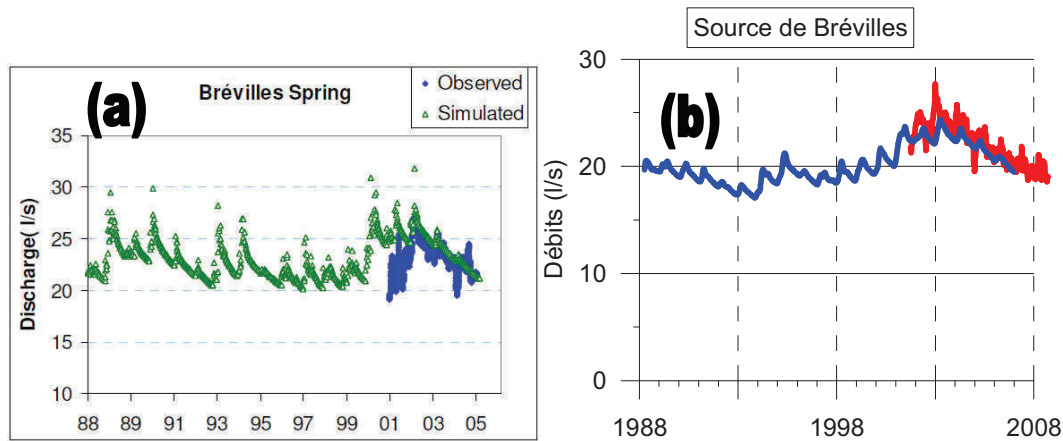 (a)
Brévilles Spring
Observed
Simulated
Discharge( l/s)
35
30
25
20
15
10
88 89 91 93 95 97 99 01 03 05
Source de Brévilles
(b)
Débits (l/s)
30
20
10
0
1988 1998 2008